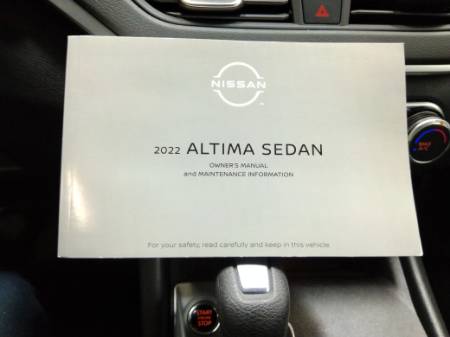 NISSAN
2022 ALTIMA SEDAN
OWNER'S MANUAL
and MAINTENANCE INFORMATION
For your safety, read carefully and keep in this vehicle.
MAX
A/C
START
STOP